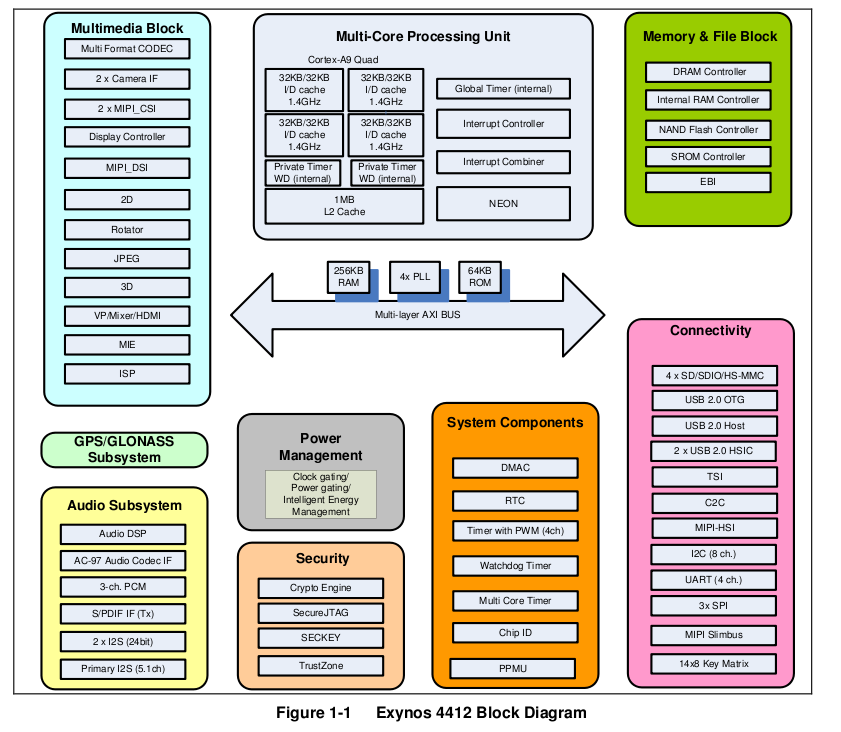 Multimedia Block
Multi Format CODEC
2 x Camera IF
2 x MIPI_CSI
Display Controller
MIPI_DSI
2D
Rotator
JPEG
3D
VP/Mixer/HDMI
MIE
ISP
Multi-Core Processing Unit
Cortex-A9 Quad
32KB/32KB
I/D cache
1.4GHz
32KB/32KB
I/D cache
1.4GHz
32KB/32KB
I/D cache
1.4GHz
32KB/32KB
I/D cache
1.4GHz
Private Timer
WD (internal)
Private Timer
WD (internal)
1MB
L2 Cache
Global Timer (internal)
Interrupt Controller
Interrupt Combiner
NEON
Memory & File Block
DRAM Controller
Internal RAM Controller
NAND Flash Controller
SROM Controller
EBI
256KB
RAM
4x PLL
64KB
ROM
Multi-layer AXI BUS
GPS/GLONASS
Subsystem
Audio Subsystem
Audio DSP
AC-97 Audio Codec IF
3-ch. PCM
S/PDIF IF (Tx)
2 x I2S (24bit)
Primary I2S (5.1ch)
Power
Management
Clock gating/
Power gating/
Intelligent Energy
Management
Security
Crypto Engine
SecureJTAG
SECKEY
TrustZone
System Components
DMAC
RTC
Timer with PWM (4ch)
Watchdog Timer
Multi Core Timer
Chip ID
PPMU
Connectivity
4 x SD/SDIO/HS-MMC
USB 2.0 OTG
USB 2.0 Host
2 x USB 2.0 HSIC
TSI
C2C
MIPI-HSI
I2C (8 ch.)
UART (4 ch.)
3x SPI
MIPI Slimbus
14x8 Key Matrix
Figure 1-1 Exynos 4412 Block Diagram